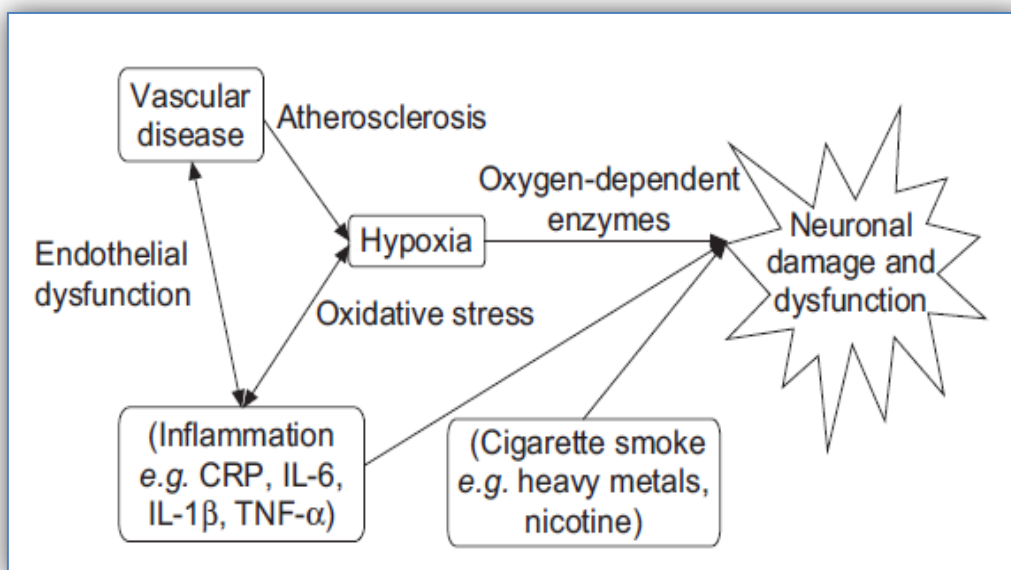 Vascular
disease
Atherosclerosis
Oxygen-dependent
enzymes
Hypoxia
Neuronal
damage and
dysfunction
Endothelial
dysfunction
Oxidative stress
(Inflammation
e.g. CRP, IL-6,
IL-1β, TNF-α)
(Cigarette smoke
e.g. heavy metals,
nicotine)